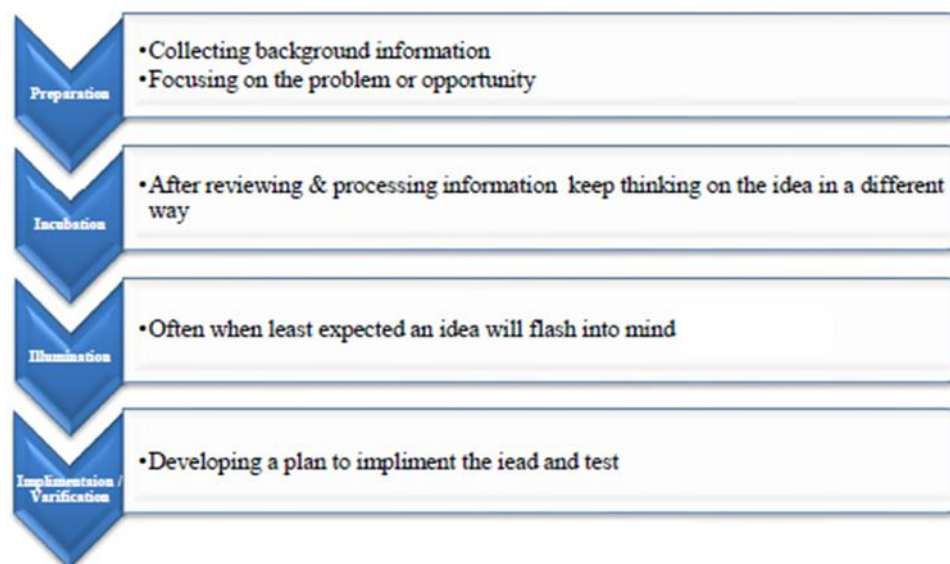 Preparation
•Collecting background information
•Focusing on the problem or opportunity
Incubation
•After reviewing & processing information keep thinking on the idea in a different
way
Illumination
•Often when least expected an idea will flash into mind
Implimentaion /
Varification
•Developing a plan to impliment the iead and test